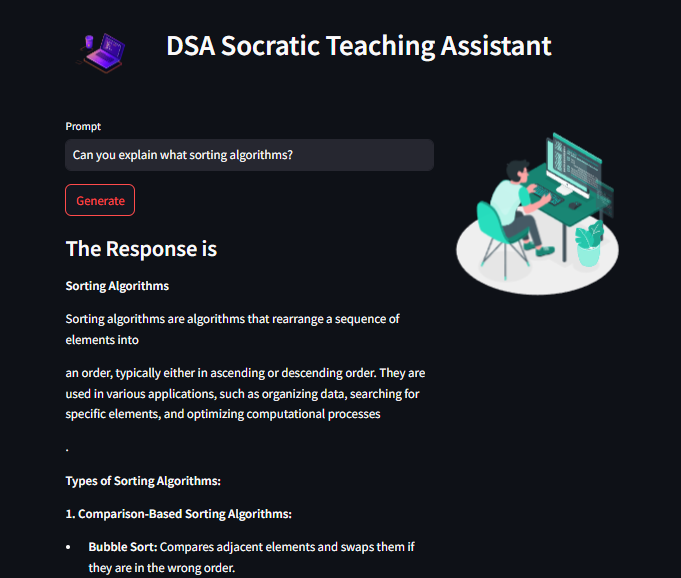 DSA Socratic Teaching Assistant
Prompt
Can you explain what sorting algorithms?
Generate
The Response is
Sorting Algorithms
Sorting algorithms are algorithms that rearrange a sequence of
elements into
an order, typically either in ascending or descending order. They are
used in various applications, such as organizing data, searching for
specific elements, and optimizing computational processes
.
Types of Sorting Algorithms:
1. Comparison-Based Sorting Algorithms:
• Bubble Sort: Compares adjacent elements and swaps them if
they are in the wrong order.